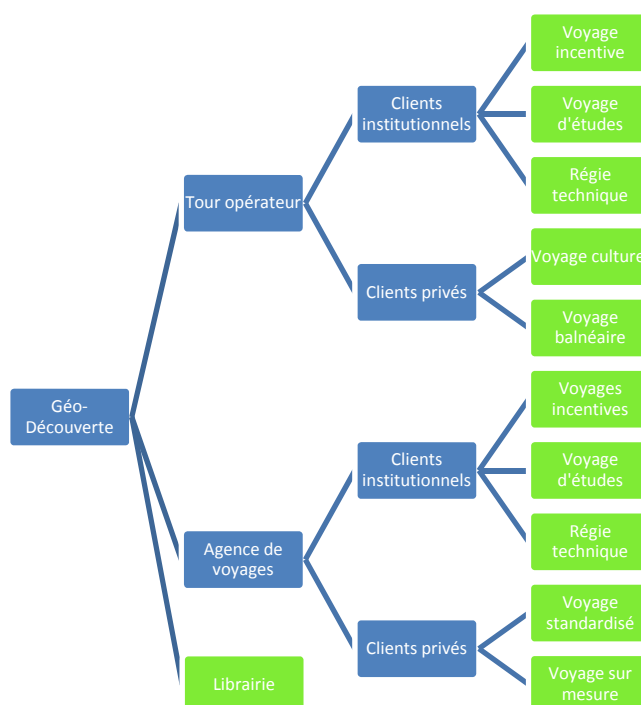 Voyage
incentive
Clients
institutionnels
Voyage
d'études
Régie
technique
Tour opérateur
Voyage culture
Clients privés
Voyage
balnéaire
Géo-
Découverte
Voyages
incentives
Clients
institutionnels
Voyage
d'études
Régie
technique
Agence de
voyages
Voyage
standardisé
Clients privés
Librairie
Voyage sur
mesure